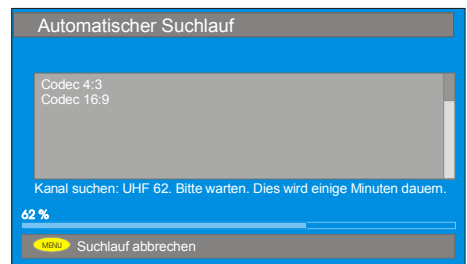 Automatischer Suchlauf
Codec 4:3
Codec 16:9
Kanal suchen: UHF 62. Bitte warten. Dies wird einige Minuten dauern.
62 %
MENU Suchlauf abbrechen